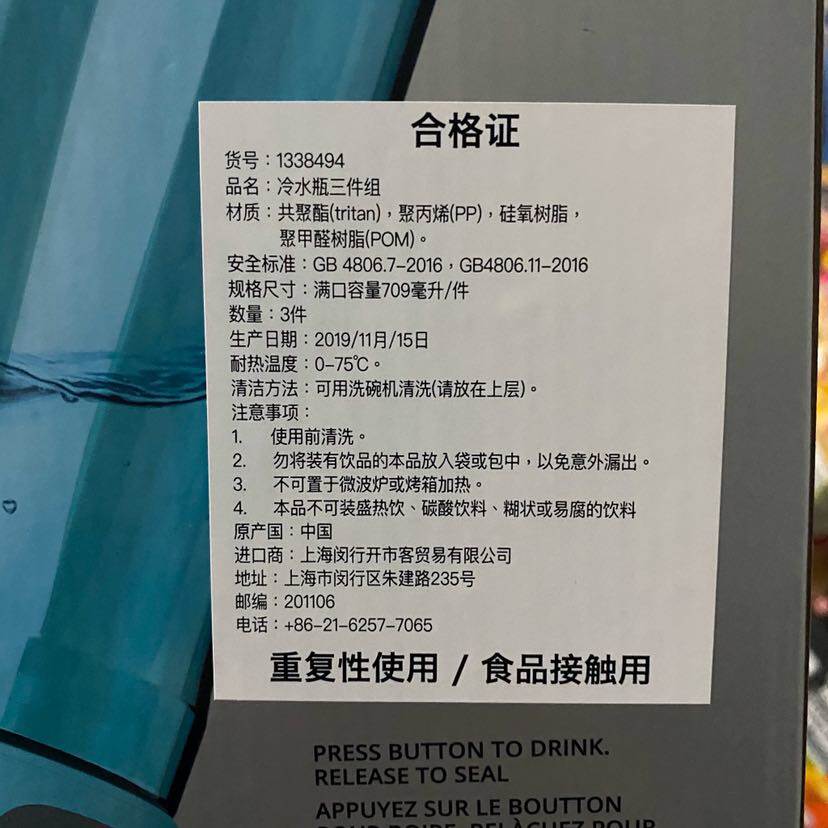 合格证
货号：1338494
品名：冷水瓶三件组
材质：共聚酯(tritan)，聚丙烯(PP)，硅氧树脂，
聚甲醛树脂(POM)。
安全标准：GB 4806.7-2016，GB4806.11-2016
规格尺寸：满口容量709毫升/件
数量：3件
生产日期：2019/11月/15日
耐热温度：0-75℃。
清洁方法：可用洗碗机清洗(请放在上层)。
注意事项：
1. 使用前清洗。
2. 勿将装有饮品的本品放入袋或包中，以免意外漏出。
3. 不可置于微波炉或烤箱加热。
4. 本品不可装盛热饮、碳酸饮料、糊状或易腐的饮料
原产国：中国
进口商：上海闵行开市客贸易有限公司
地址：上海市闵行区朱建路235号
邮编：201106
电话：+86-21-6257-7065
重复性使用 / 食品接触用
PRESS BUTTON TO DRINK.
RELEASE TO SEAL
APPUYEZ SUR LE BOUTTON
POUR BOIRE. RELÂCHEZ POUR